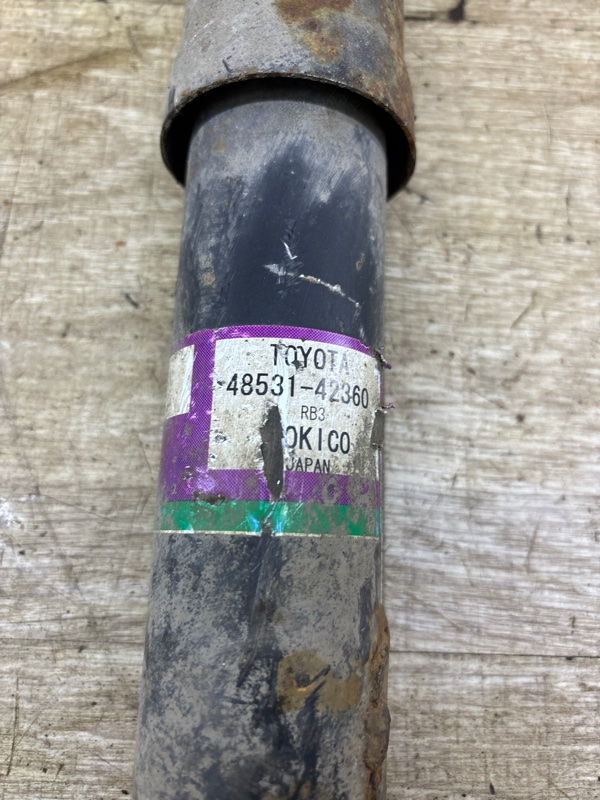 TOYOTA
48531-42360
RB3
OKICO
JAPAN